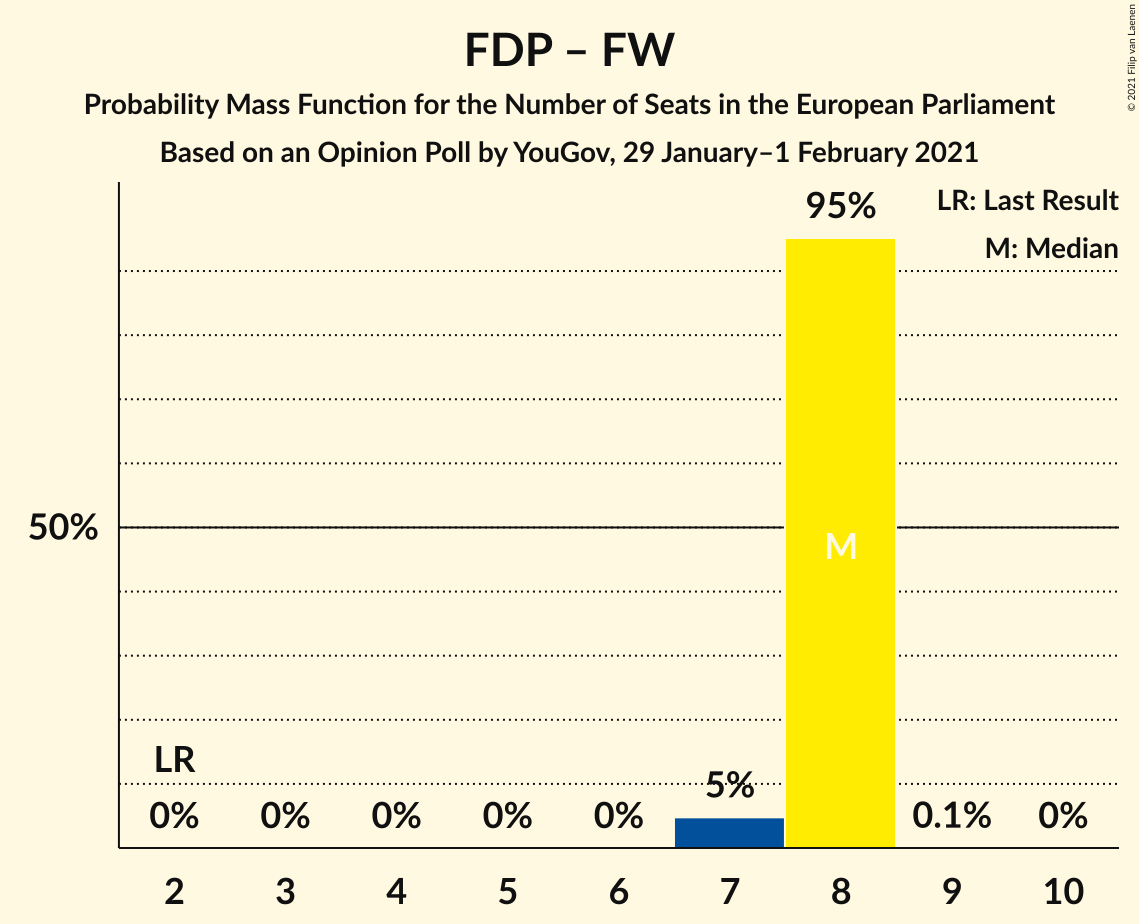 FDP – FW
Probability Mass Function for the Number of Seats in the European Parliament
Based on an Opinion Poll by YouGov, 29 January–1 February 2021
© 2021 Filip van Laenen
LR: Last Result
M: Median
95%
50%
M
LR
5%
0% 0% 0% 0% 0% 0.1% 0%
2 3 4 5 6 7 8 9 10